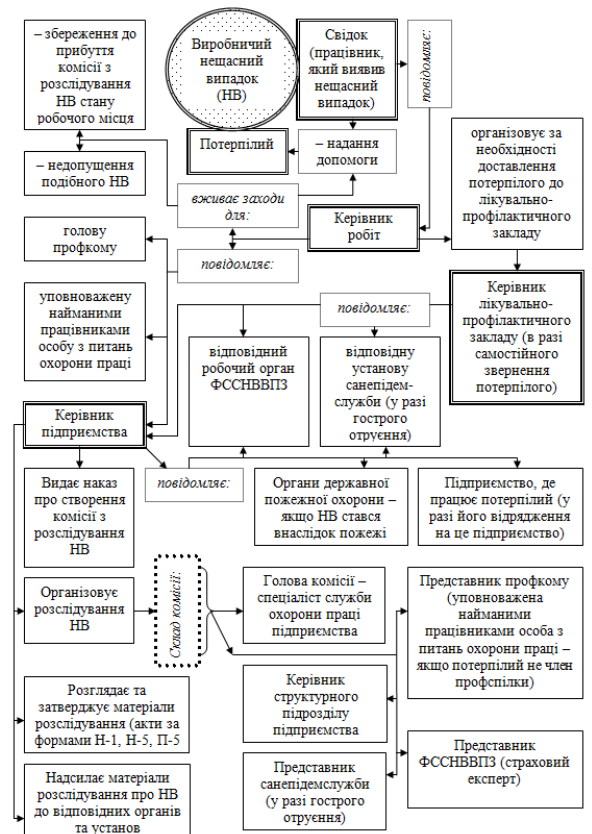 – збереження до
прибуття
комісії з
розслідування
НВ стану
робочого місця
Виробничий
нещасний
випадок
(НВ)
Свідок
(працівник,
який виявив
нещасний
випадок)
повідомляє:
Потерпілий
– надання
допомоги
– недопущення
подібного НВ
вживає заходи
для:
організовує за
необхідності
доставлення
потерпілого до
лікувально-
профілактичного
закладу
Керівник
робіт
голову
профкому
повідомляє:
уповноважену
найманими
працівниками
особу з питань
охорони праці
повідомляє:
Керівник
лікувально-
профілактичного
закладу (в разі
самостійного
звернення
потерпілого)
відповідний
робочий орган
ФССНВВПЗ
відповідну
установу
санепідем-
служби (у разі
гострого
отруєння)
Керівник
підприємства
Видає наказ
про створення
комісії з
розслідування
НВ
повідомляє:
Органи державної
пожежної охорони –
якщо НВ стався
внаслідок пожежі
Підприємство, де
працює потерпілий (у
разі його відрядження
на це підприємство)
Організовує
розслідування
НВ
Склад комісії:
Голова комісії –
спеціаліст служби
охорони праці
підприємства
Представник профкому
(уповноважена
найманими
працівниками особа з
питань охорони праці –
якщо потерпілий не член
профспілки)
Керівник
структурного
підрозділу
підприємства
Розглядає та
затверджує матеріали
розслідування (акти за
формами Н-1, Н-5, П-5
Представник
ФССНВВПЗ (страховий
експерт)
Представник
санепідемслужби
(у разі гострого
отруєння)
Надсилає матеріали
розслідування про НВ
до відповідних органів
та установ